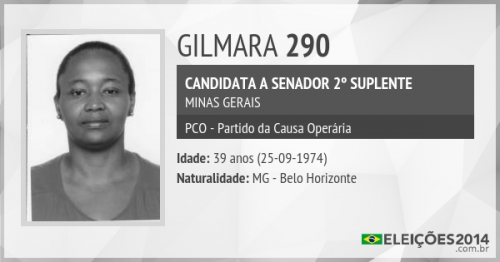 GILMARA 290
CANDIDATA A SENADOR 2º SUPLENTE
MINAS GERAIS
PCO - Partido da Causa Operária
Idade: 39 anos (25-09-1974)
Naturalidade: MG - Belo Horizonte
ELEIÇÕES2014
.com.br